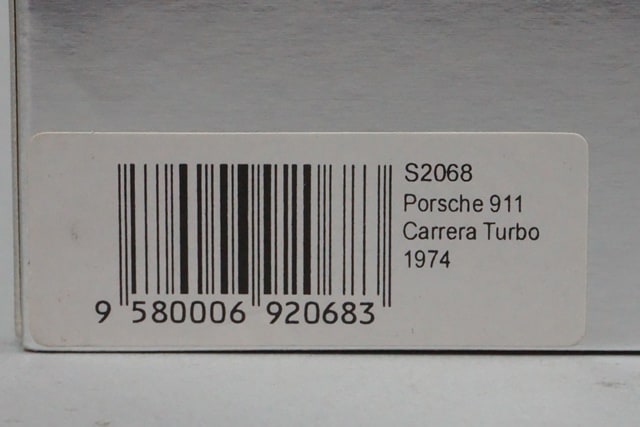 S2068
Porsche 911
Carrera Turbo
1974
9 580006 920683